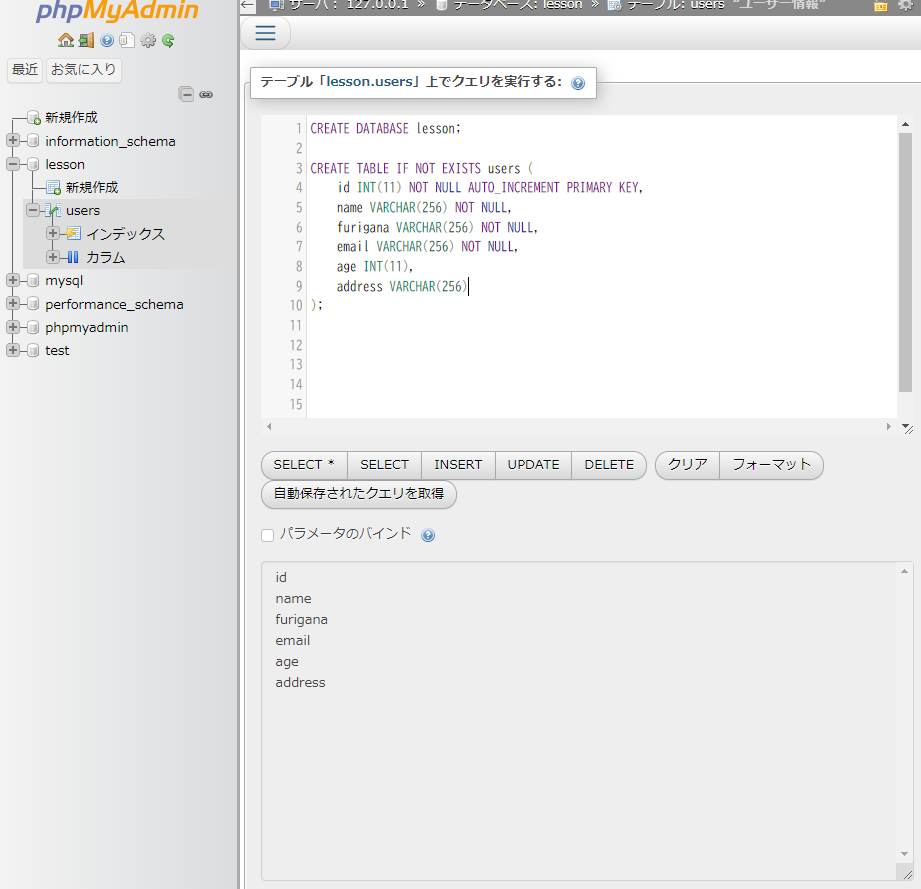 phpMyAdmin
最近 お気に入り
新規作成
information_schema
lesson
新規作成
users
インデックス
カラム
mysql
performance_schema
phpmyadmin
test
サーバ: 127.0.0.1 » データベース: lesson » テーブル: users "ユーザー情報"
テーブル「lesson.users」上でクエリを実行する:
1 CREATE DATABASE lesson;
2
3 CREATE TABLE IF NOT EXISTS users (
4 id INT(11) NOT NULL AUTO_INCREMENT PRIMARY KEY,
5 name VARCHAR(256) NOT NULL,
6 furigana VARCHAR(256) NOT NULL,
7 email VARCHAR(256) NOT NULL,
8 age INT(11),
9 address VARCHAR(256)
10 );
11
12
13
14
15
SELECT * SELECT INSERT UPDATE DELETE クリア フォーマット
自動保存されたクエリを取得
パラメータのバインド
id
name
furigana
email
age
address